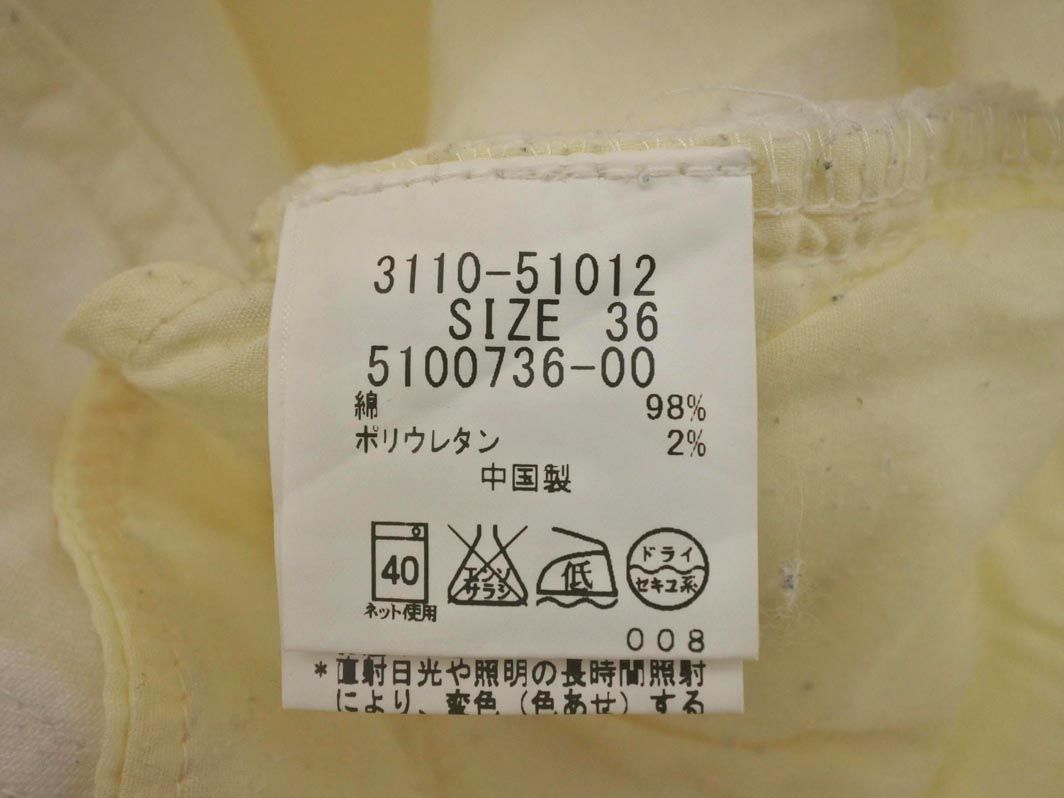 3110-51012
SIZE 36
5100736-00
綿 98%
ポリウレタン 2%
中国製
40
ネット使用
エンソ
サラシ
低
ドライ
セキユ系
008
*直射日光や照明の長時間照射
により、変色（色あせ）する